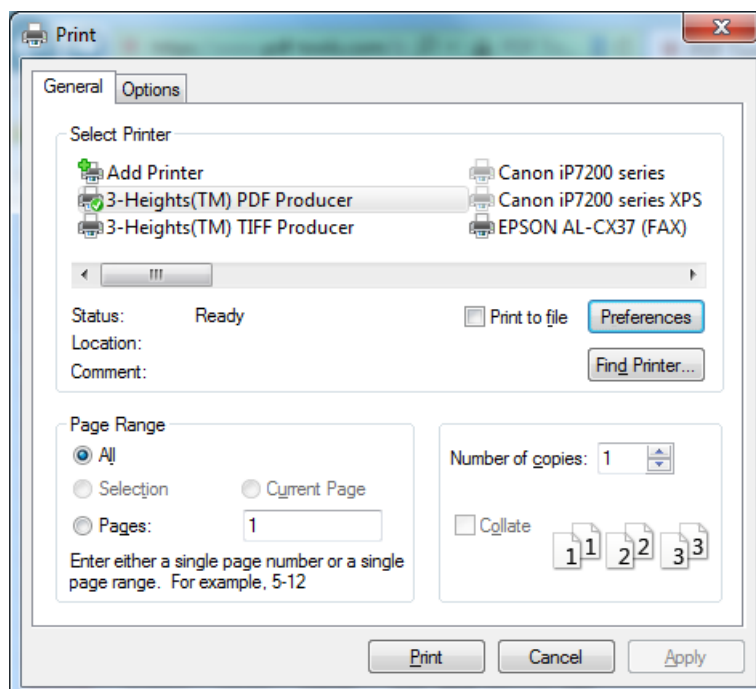 Print
General Options
Select Printer
Add Printer
3-Heights(TM) PDF Producer
3-Heights(TM) TIFF Producer
Canon iP7200 series
Canon iP7200 series XPS
EPSON AL-CX37 (FAX)
Status: Ready
Location:
Comment:
Print to file
Preferences
Find Printer...
Page Range
All
Selection Current Page
Pages: 1
Enter either a single page number or a single
page range. For example, 5-12
Number of copies: 1
Collate
1 1 2 2 3 3
Print Cancel Apply